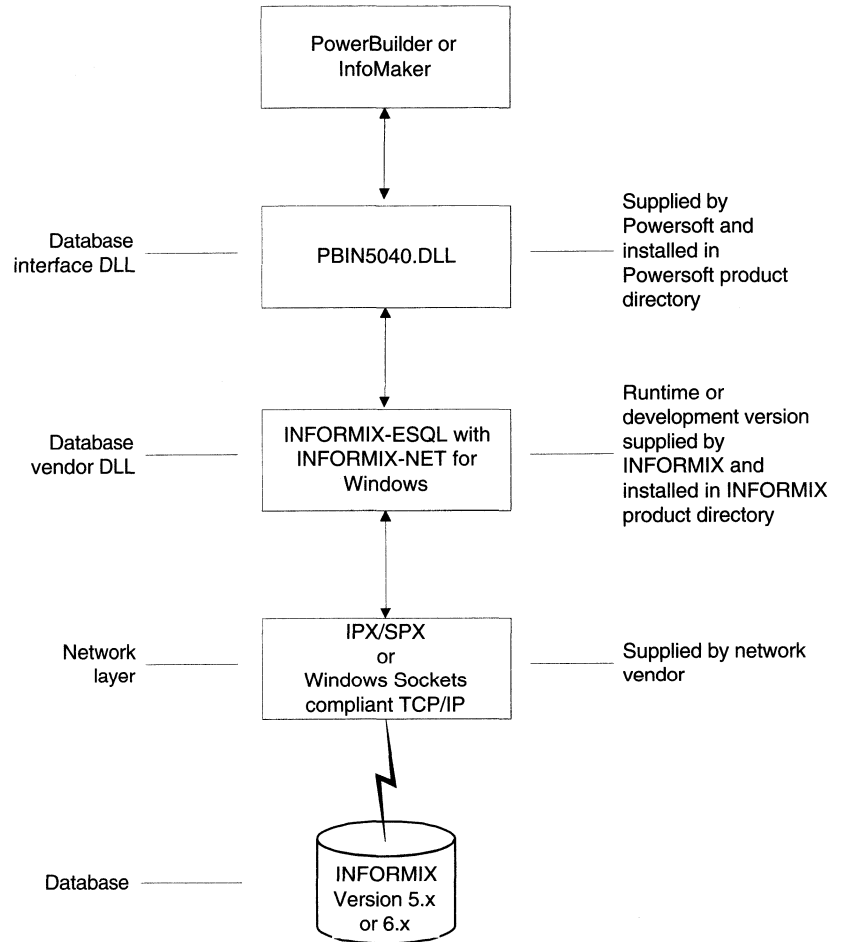 PowerBuilder or
InfoMaker
Database
interface DLL
PBIN5040.DLL
Supplied by
Powersoft and
installed in
Powersoft product
directory
Database
vendor DLL
INFORMIX-ESQL with
INFORMIX-NET for
Windows
Runtime or
development version
supplied by
INFORMIX and
installed in INFORMIX
product directory
Network
layer
IPX/SPX
or
Windows Sockets
compliant TCP/IP
Supplied by network
vendor
Database
INFORMIX
Version 5.x
or 6.x